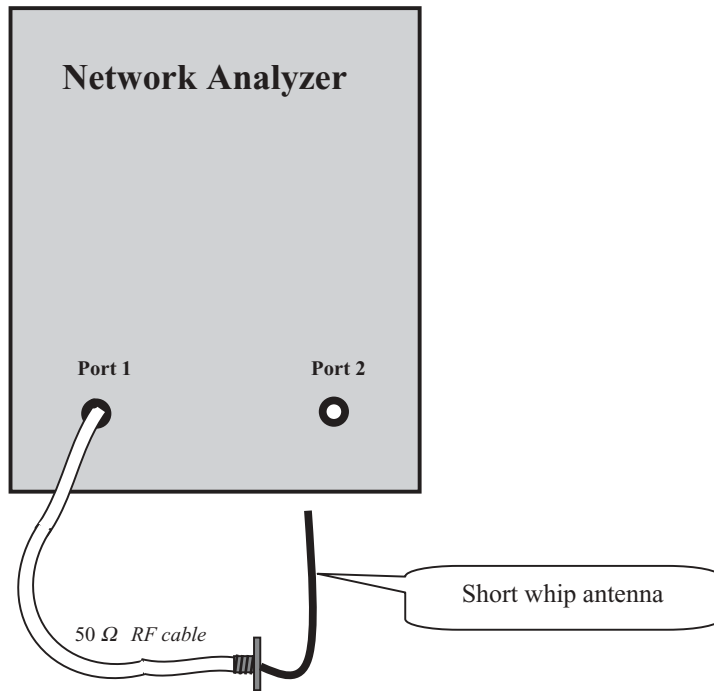 Network Analyzer
Port 1
Port 2
Short whip antenna
50 Ω RF cable